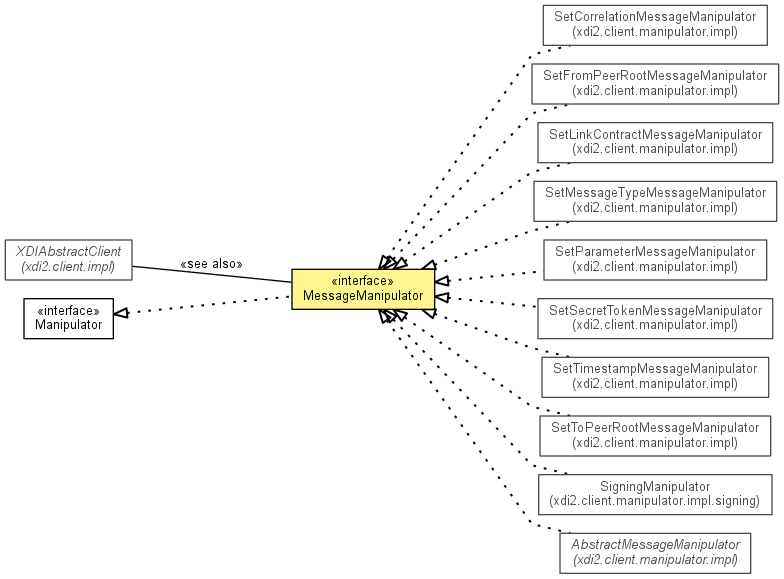 SetCorrelationMessageManipulator
(xdi2.client.manipulator.impl)
SetFromPeerRootMessageManipulator
(xdi2.client.manipulator.impl)
SetLinkContractMessageManipulator
(xdi2.client.manipulator.impl)
SetMessageTypeMessageManipulator
(xdi2.client.manipulator.impl)
XDIAbstractClient
(xdi2.client.impl)
«see also»
«interface»
MessageManipulator
«interface»
Manipulator
SetParameterMessageManipulator
(xdi2.client.manipulator.impl)
SetSecretTokenMessageManipulator
(xdi2.client.manipulator.impl)
SetTimestampMessageManipulator
(xdi2.client.manipulator.impl)
SetToPeerRootMessageManipulator
(xdi2.client.manipulator.impl)
SigningManipulator
(xdi2.client.manipulator.impl.signing)
AbstractMessageManipulator
(xdi2.client.manipulator.impl)